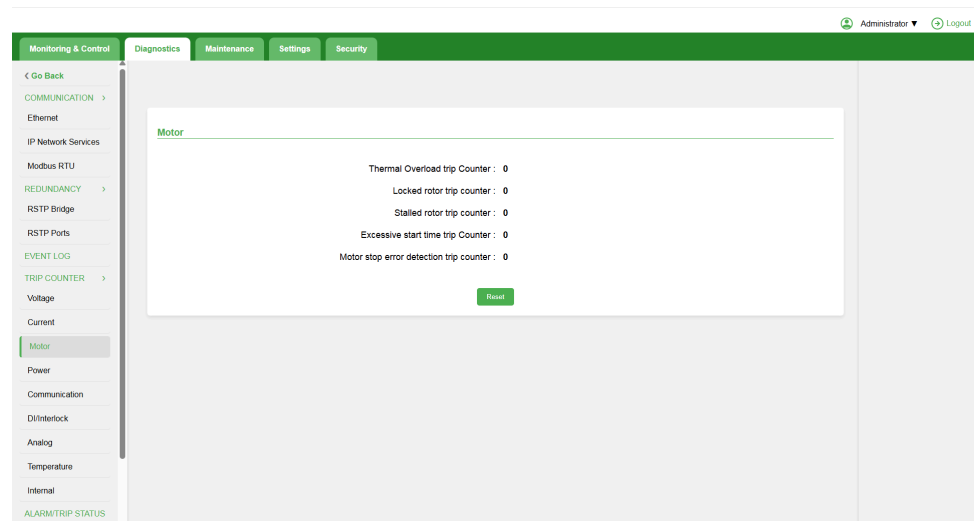 Administrator ▼ Logout
Monitoring & Control Diagnostics Maintenance Settings Security
Go Back
COMMUNICATION
Ethernet
IP Network Services
Modbus RTU
REDUNDANCY
RSTP Bridge
RSTP Ports
EVENT LOG
TRIP COUNTER
Voltage
Current
Motor
Power
Communication
DI/Interlock
Analog
Temperature
Internal
ALARM/TRIP STATUS
Motor
Thermal Overload trip Counter : 0
Locked rotor trip counter : 0
Stalled rotor trip counter : 0
Excessive start time trip Counter : 0
Motor stop error detection trip counter : 0
Reset